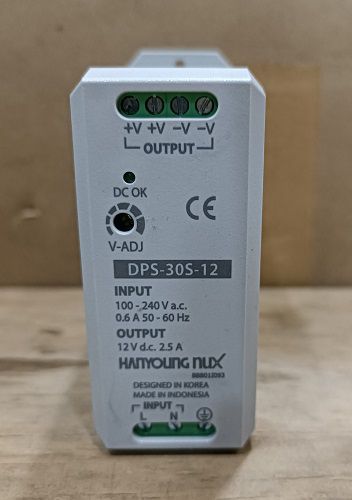 +V +V −V −V
OUTPUT
DC OK
V-ADJ
CE
DPS-30S-12
INPUT
100 - 240 V a.c.
0.6 A 50 - 60 Hz
OUTPUT
12 V d.c. 2.5 A
HANYOUNG NUX
DESIGNED IN KOREA
MADE IN INDONESIA
INPUT
L N